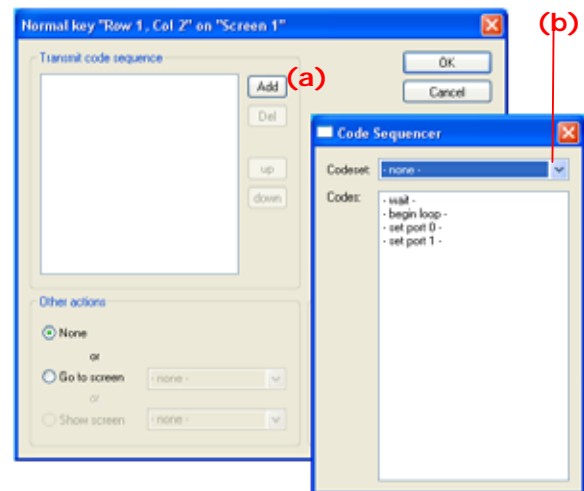 Normal key "Row 1, Col 2" on "Screen 1"
(b)
Transmit code sequence
OK
Add
(a)
Cancel
Del
Code Sequencer
up
Codeset:
- none -
down
Codes:
- wait -
- begin loop -
- set port 0 -
- set port 1 -
Other actions
None
or
Go to screen
- none -
or
Show screen
- none -